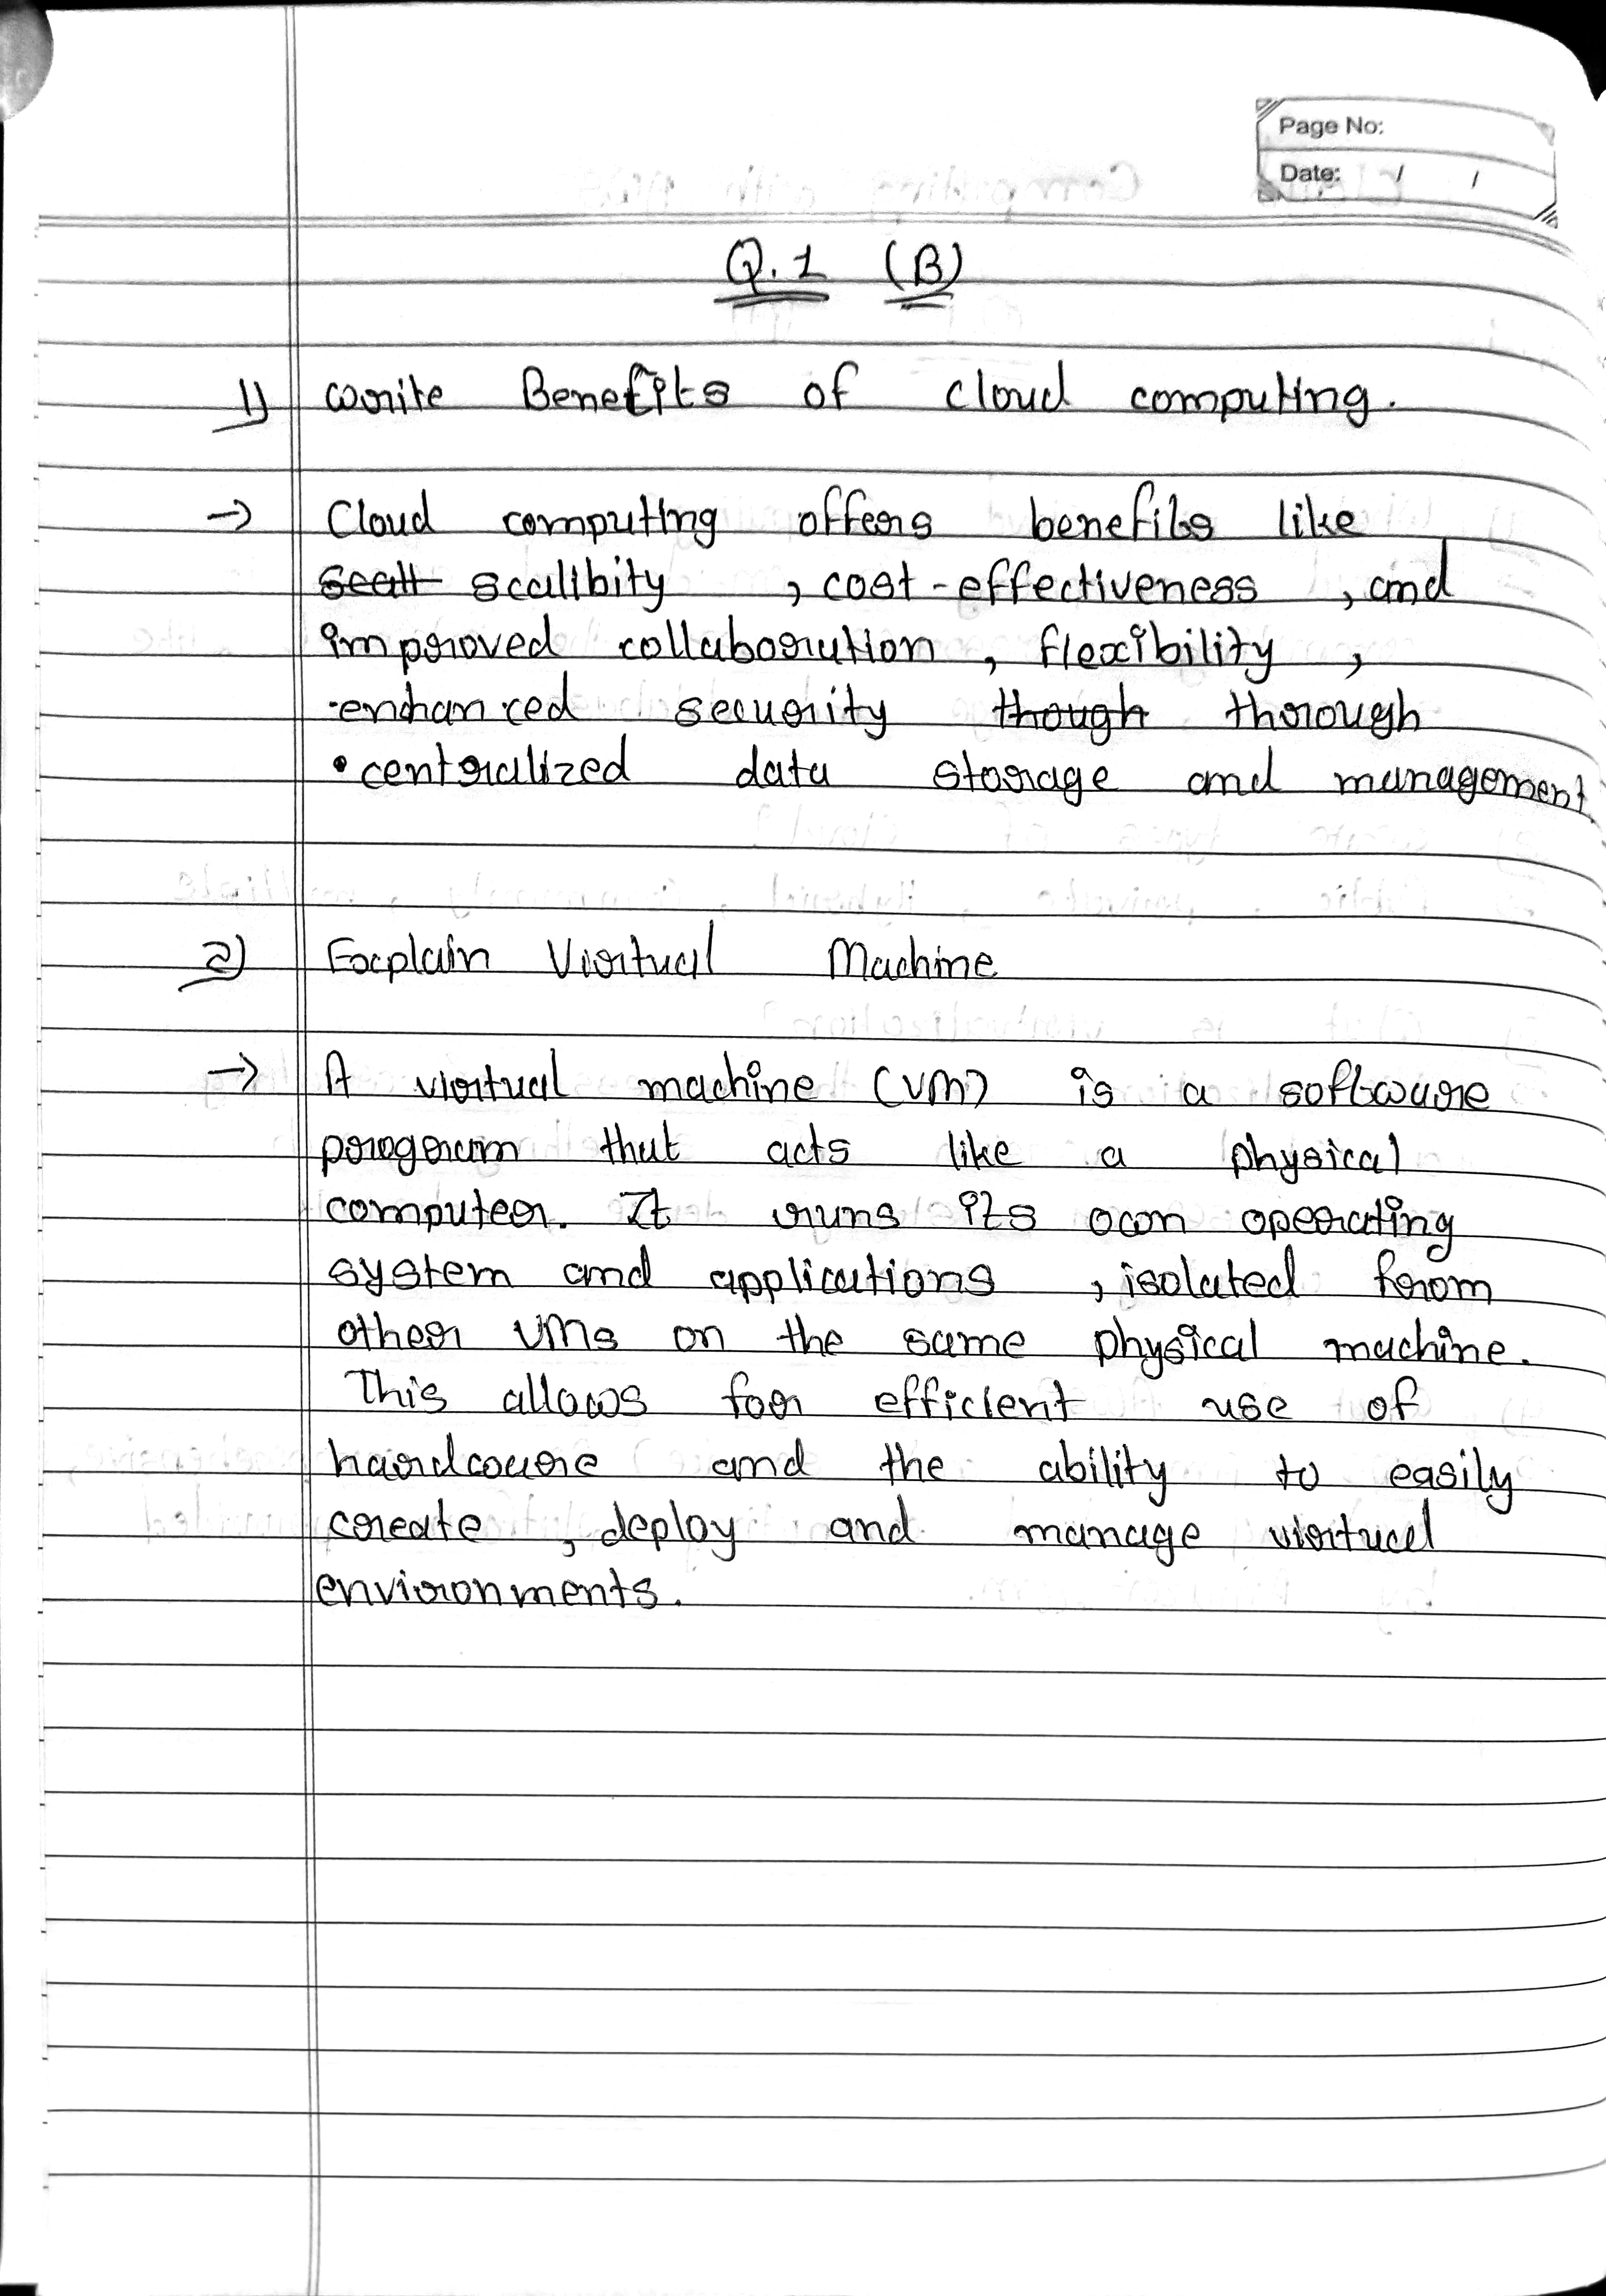 Page No:
Date: / /
Q.1 (B)
1) write Benefits of cloud computing.
→ Cloud computing offers benefits like
scalibity , cost-effectiveness , and
improved collaboration , flexibility ,
enhanced security though through
• centralized data storage and management
2) Explain Virtual Machine
→ A virtual machine (VM) is a software
program that acts like a physical
computer. It runs its own operating
system and applications , isolated from
other VMs on the same physical machine.
This allows for efficient use of
hardware and the ability to easily
create , deploy and manage virtual
environments.